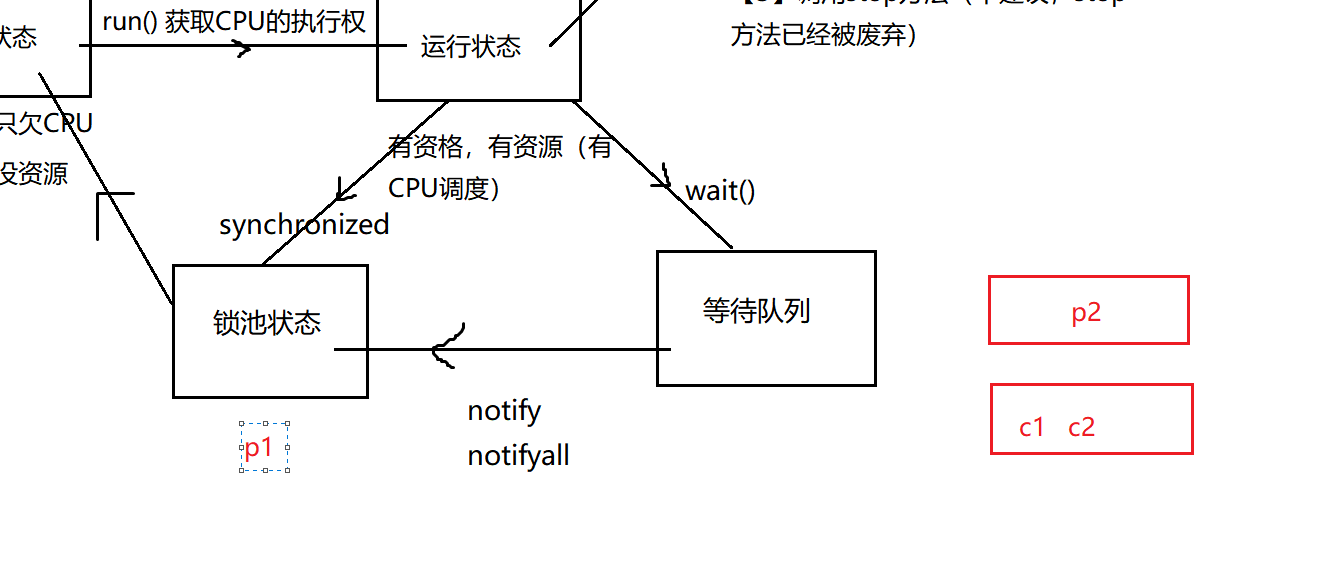 run() 获取CPU的执行权
状态
运行状态
方法已经被废弃）
只欠CPU
没资源
有资格，有资源（有
CPU调度）
wait()
synchronized
锁池状态
等待队列
p2
notify
notifyall
p1
c1 c2